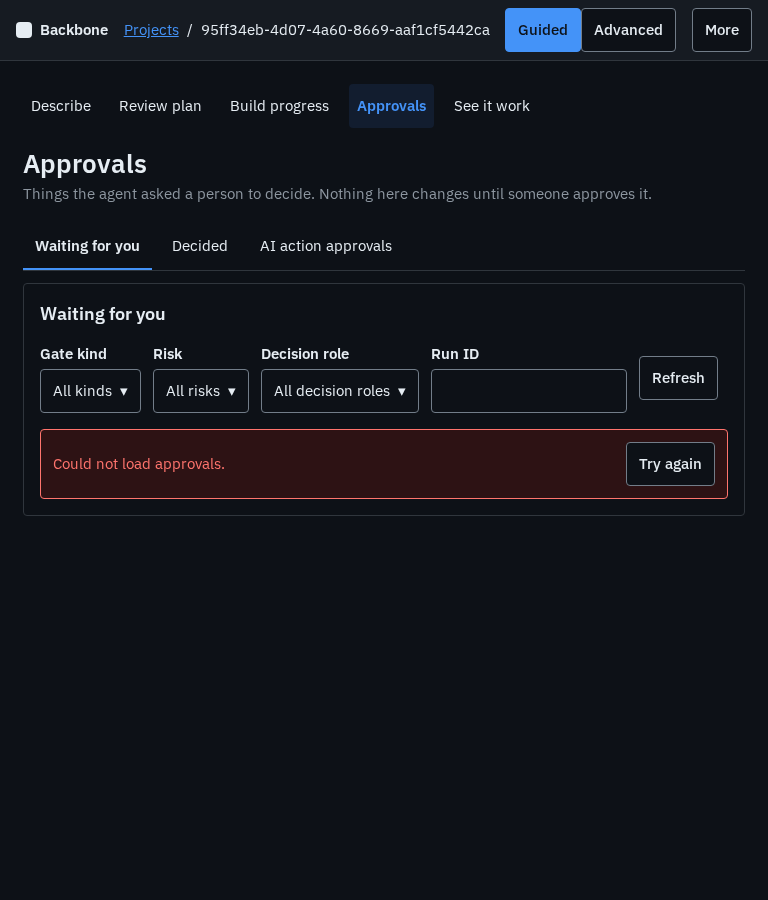 Backbone Projects / 95ff34eb-4d07-4a60-8669-aaf1cf5442ca Guided Advanced More
Describe Review plan Build progress Approvals See it work
Approvals
Things the agent asked a person to decide. Nothing here changes until someone approves it.
Waiting for you Decided AI action approvals
Waiting for you
Gate kind Risk Decision role Run ID
All kinds ▾ All risks ▾ All decision roles ▾ Refresh
Could not load approvals. Try again